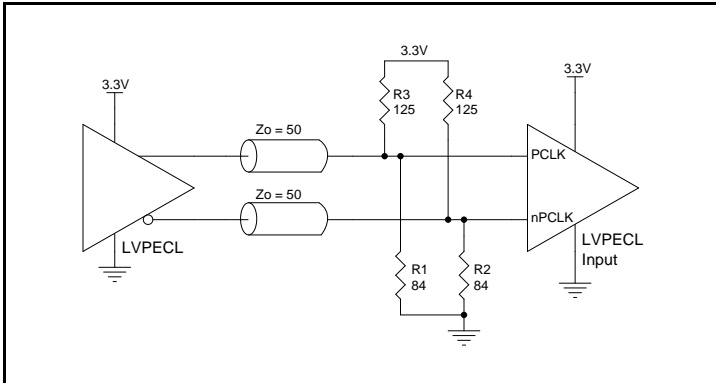 3.3V
3.3V
3.3V
R3
125
R4
125
Zo = 50
PCLK
Zo = 50
nPCLK
LVPECL
LVPECL
Input
R1
84
R2
84